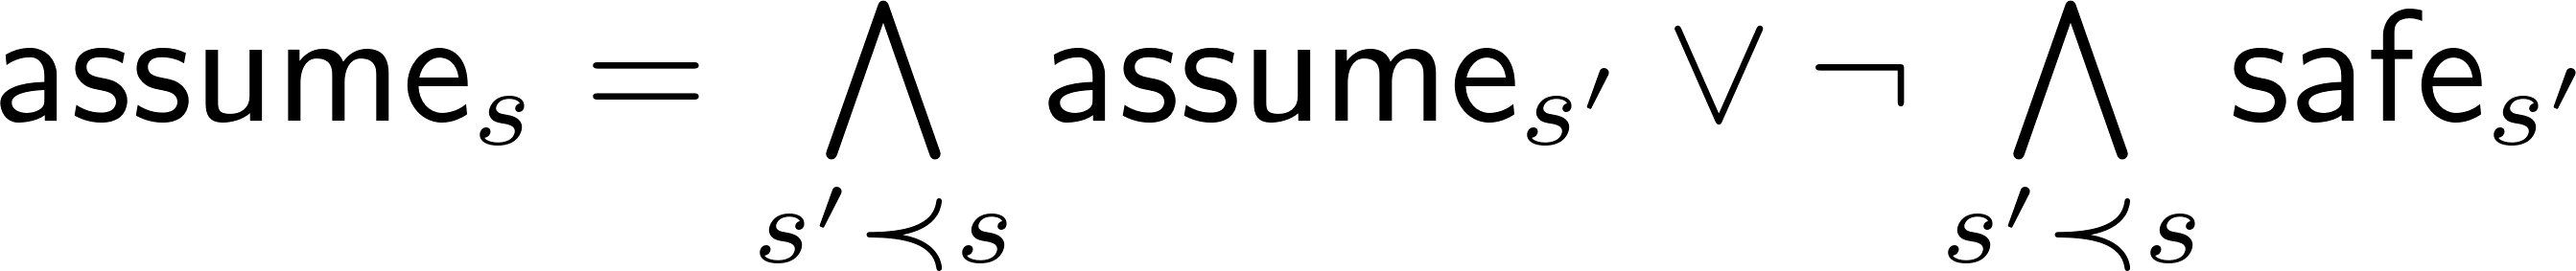 assume_s = ⋀_{s′≺s} assume_{s′} ∨ ¬ ⋀_{s′≺s} safe_{s′}